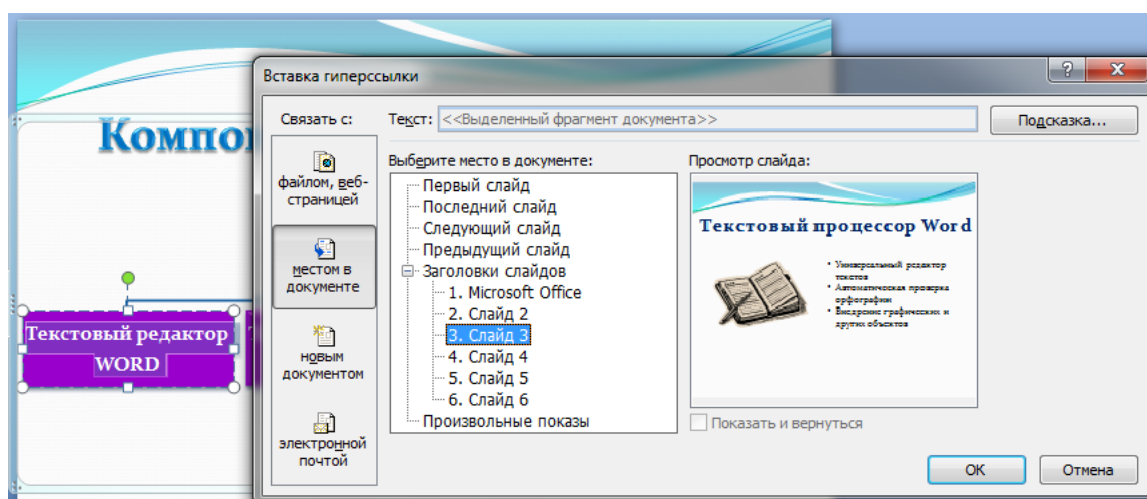 Вставка гиперссылки
Компо
Связать с:
Текст: <<Выделенный фрагмент документа>>
Подсказка...
файлом, веб-
страницей
местом в
документе
новым
документом
электронной
почтой
Выберите место в документе:
Первый слайд
Последний слайд
Следующий слайд
Предыдущий слайд
Заголовки слайдов
1. Microsoft Office
2. Слайд 2
3. Слайд 3
4. Слайд 4
5. Слайд 5
6. Слайд 6
Произвольные показы
Просмотр слайда:
Текстовый процессор Word
• Универсальный редактор
текстов
• Автоматическая проверка
орфографии
• Внедрение графических и
других объектов
Показать и вернуться
Текстовый редактор
WORD
ОК
Отмена